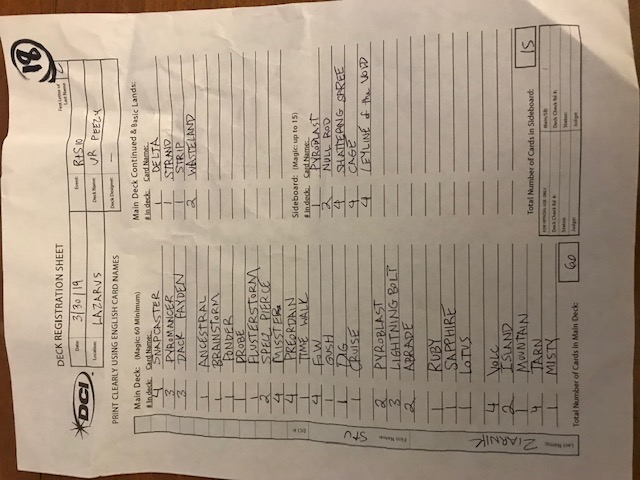 18
DCI
DECK REGISTRATION SHEET
First Letter of Last Name Z
Date: 3/30/19
Event: R+S10
Location: LAZARUS
Deck Name: UR PEEZY
Deck Designer: —
PRINT CLEARLY USING ENGLISH CARD NAMES
Main Deck: (Magic: 60 Minimum)
# in deck: Card Name:
4 SNAPCASTER
3 PYROMANCER
3 DACK FAYDEN
1 ANCESTRAL
1 BRAINSTORM
1 PONDER
1 PROBE
1 FLUSTERSTORM
2 SPELL PIERCE
4 MISSTEP
4 PREORDAIN
1 TIME WALK
4 FOW
1 GUSH
1 DIG
1 CRUISE
2 PYROBLAST
3 LIGHTNING BOLT
2 ABRADE
1 RUBY
1 SAPPHIRE
1 LOTUS
4 VOLC
2 ISLAND
1 MOUNTAIN
4 TARN
1 MISTY
Total Number of Cards in Main Deck: 60
Main Deck Continued & Basic Lands:
# in deck: Card Name:
1 DELTA
1 STRAND
1 STRIP
2 WASTELAND
Sideboard: (Magic: up to 15)
# in deck: Card Name:
1 PYROBLAST
2 NULL ROD
4 SHATTERING SPREE
4 CAGE
4 LEYLINE of the VOID
Total Number of Cards in Sideboard: 15
FOR OFFICIAL USE ONLY
Deck Check Rd #:
Status:
Judge:
Main/SB: /
Deck Check Rd #:
Status:
Judge:
Last Name: ZIARNIK
First Name: STU
DCI #: